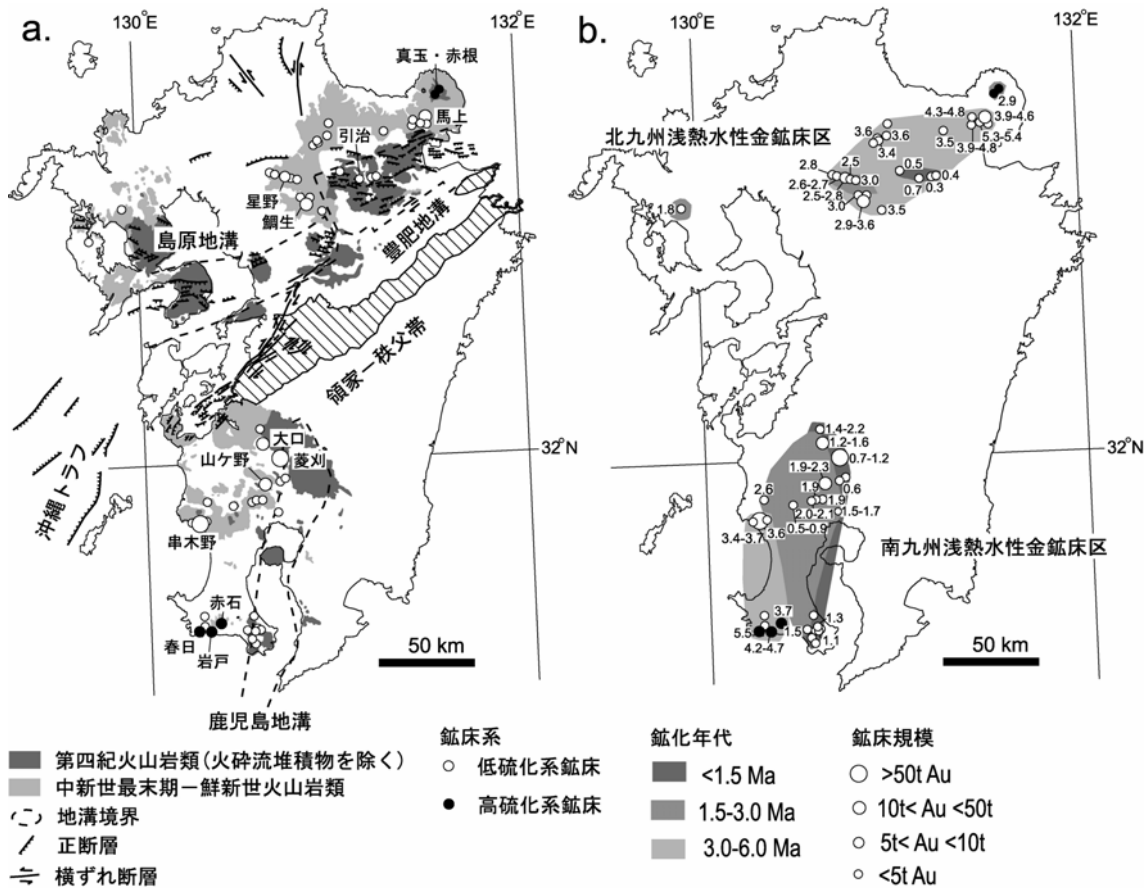 a.
130°E
132°E
真玉・赤根
馬上
引治
星野
鯛生
島原地溝
豊肥地溝
領家ー秩父帯
沖縄トラフ
大口
山ケ野
菱刈
32°N
串木野
赤石
春日
岩戸
50 km
鹿児島地溝
b.
130°E
132°E
北九州浅熱水性金鉱床区
2.9
4.3-4.8
3.9-4.6
5.3-5.4
3.9-4.8
3.5
3.6
3.6
3.4
2.8
2.5
0.5
0.4
0.3
0.7
2.6-2.7
3.0
2.5-2.8
3.0
3.5
2.9-3.6
1.8
32°N
1.4-2.2
1.2-1.6
0.7-1.2
1.9-2.3
0.6
2.6
1.9
1.9
2.0-2.1
1.5-1.7
0.5-0.9
3.6
3.4-3.7
南九州浅熱水性金鉱床区
3.7
1.3
5.5
1.5
4.2-4.7
1.1
50 km
第四紀火山岩類(火砕流堆積物を除く)
中新世最末期ー鮮新世火山岩類
地溝境界
正断層
横ずれ断層
鉱床系
低硫化系鉱床
高硫化系鉱床
鉱化年代
<1.5 Ma
1.5-3.0 Ma
3.0-6.0 Ma
鉱床規模
>50t Au
10t< Au <50t
5t< Au <10t
<5t Au